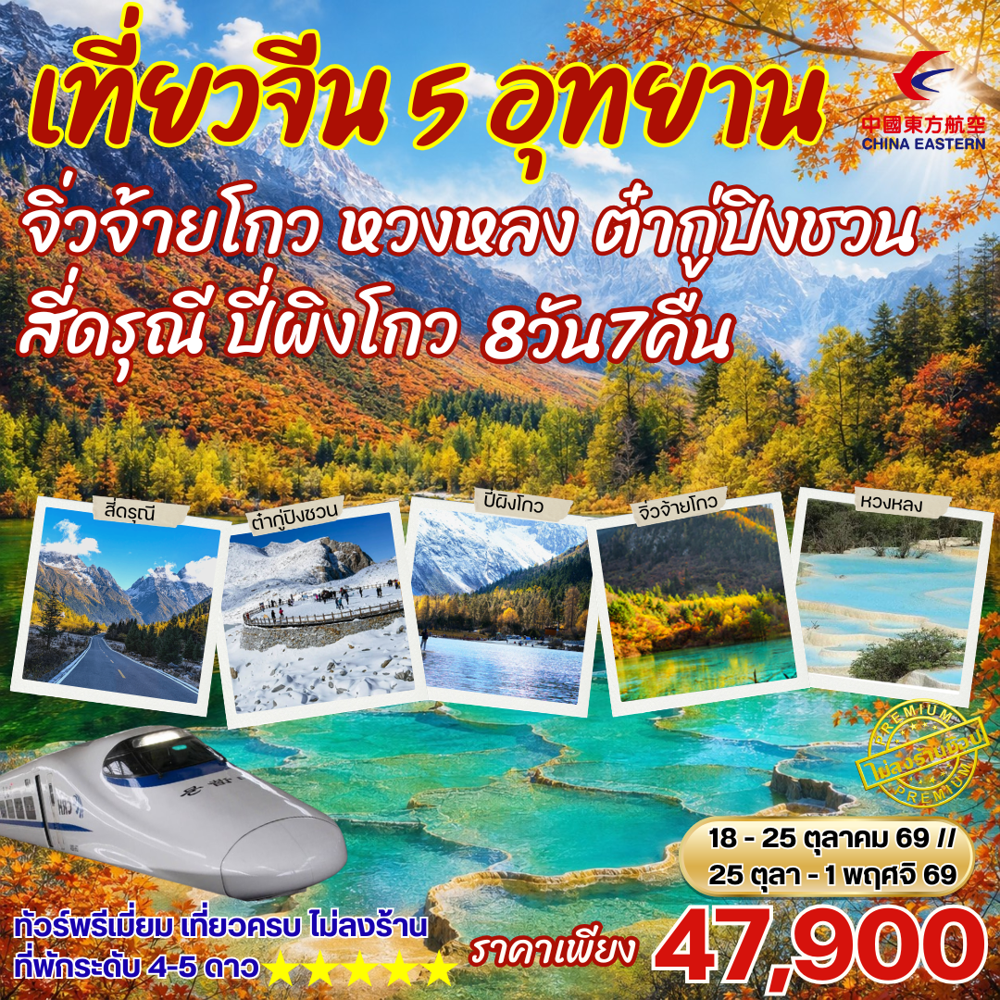 เที่ยวจีน 5 อุทยาน
中國東方航空
CHINA EASTERN
จิ่วจ้ายโกว หวงหลง ต๋ากู่ปิงชวน
สี่ดรุณี ปี่ผิงโกว 8วัน7คืน
สี่ดรุณี
ต๋ากู่ปิงชวน
ปี่ผิงโกว
จิ่วจ้ายโกว
หวงหลง
PREMIUM
ไม่ลงร้านช้อป
PREMIUM
CRH
18 - 25 ตุลาคม 69 //
25 ตุลา - 1 พฤศจิ 69
ทัวร์พรีเมี่ยม เที่ยวครบ ไม่ลงร้าน
ที่พักระดับ 4-5 ดาว
ราคาเพียง 47,900